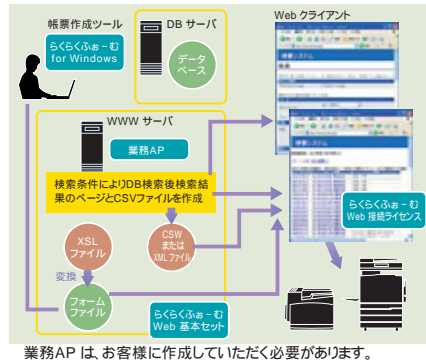 帳票作成ツール
らくらくふぉーむ
for Windows
DB サーバ
データ
ベース
Web クライアント
WWW サーバ
業務AP
検索条件によりDB検索後検索結
果のページとCSVファイルを作成
XSL
ファイル
CSW
または
XMLファイル
変換
フォーム
ファイル
らくらくふぉーむ
Web 基本セット
らくらくふぉーむ
Web 接続ライセンス
業務AP は、お客様に作成していただく必要があります。